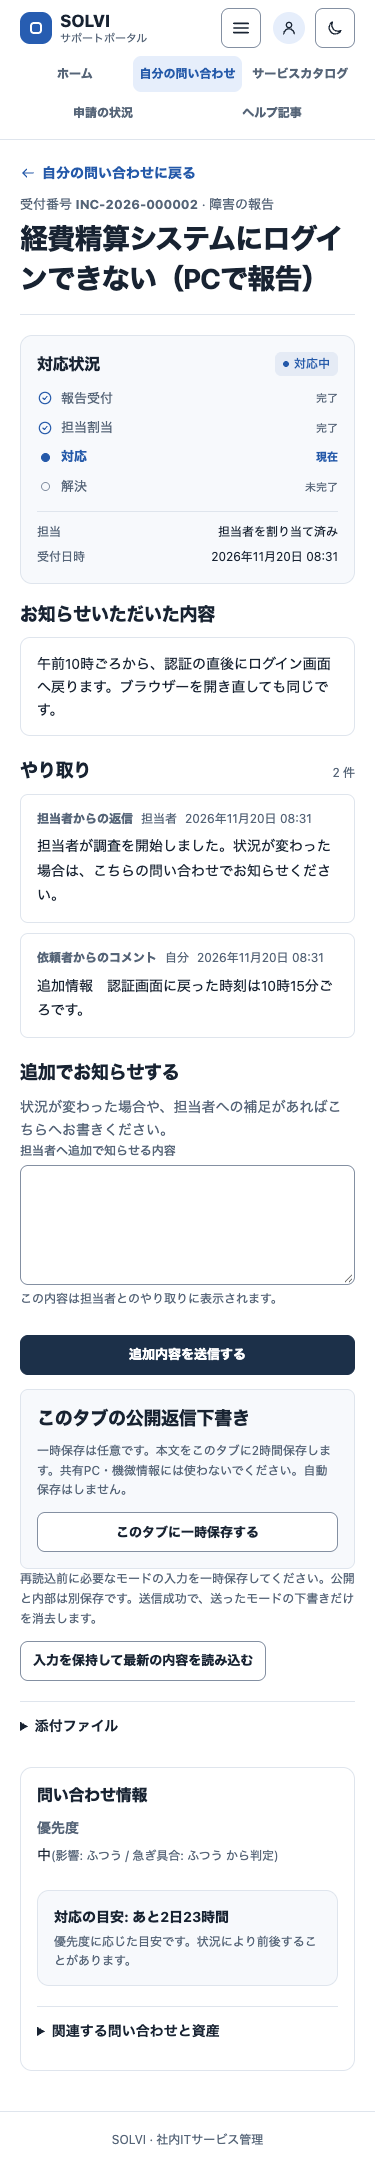 SOLVI
サポートポータル
ホーム
自分の問い合わせ
サービスカタログ
申請の状況
ヘルプ記事
← 自分の問い合わせに戻る
受付番号 INC-2026-000002 · 障害の報告
経費精算システムにログイ
ンできない（PCで報告）
対応状況
対応中
報告受付
完了
担当割当
完了
対応
現在
解決
未完了
担当
担当者を割り当て済み
受付日時
2026年11月20日 08:31
お知らせいただいた内容
午前10時ごろから、認証の直後にログイン画面
へ戻ります。ブラウザーを開き直しても同じで
す。
やり取り
2 件
担当者からの返信 担当者 2026年11月20日 08:31
担当者が調査を開始しました。状況が変わった
場合は、こちらの問い合わせでお知らせくださ
い。
依頼者からのコメント 自分 2026年11月20日 08:31
追加情報　認証画面に戻った時刻は10時15分ご
ろです。
追加でお知らせする
状況が変わった場合や、担当者への補足があればこ
ちらへお書きください。
担当者へ追加で知らせる内容
この内容は担当者とのやり取りに表示されます。
追加内容を送信する
このタブの公開返信下書き
一時保存は任意です。本文をこのタブに2時間保存しま
す。共有PC・機微情報には使わないでください。自動
保存はしません。
このタブに一時保存する
再読込前に必要なモードの入力を一時保存してください。公開
と内部は別保存です。送信成功で、送ったモードの下書きだけ
を消去します。
入力を保持して最新の内容を読み込む
▶ 添付ファイル
問い合わせ情報
優先度
中(影響: ふつう / 急ぎ具合: ふつう から判定)
対応の目安: あと2日23時間
優先度に応じた目安です。状況により前後するこ
とがあります。
▶ 関連する問い合わせと資産
SOLVI · 社内ITサービス管理